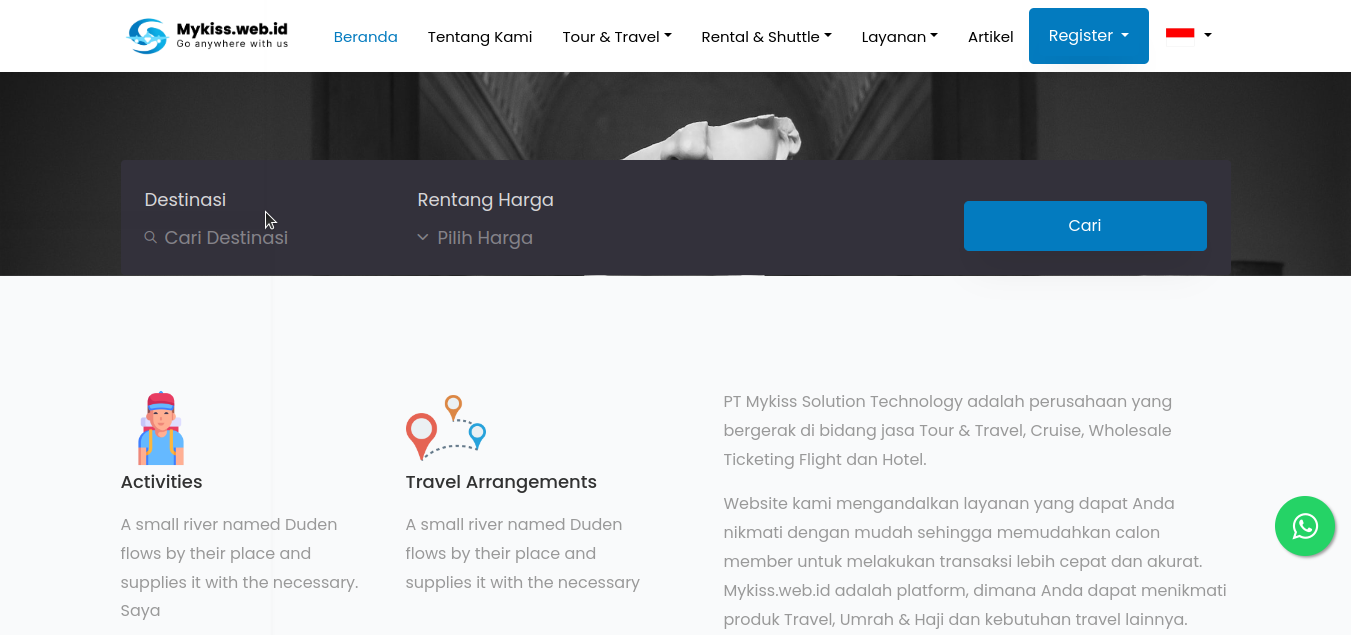 Mykiss.web.id
Go anywhere with us
Beranda
Tentang Kami
Tour & Travel
Rental & Shuttle
Layanan
Artikel
Register
Destinasi
Rentang Harga
Cari Destinasi
Pilih Harga
Cari
Activities
A small river named Duden
flows by their place and
supplies it with the necessary.
Saya
Travel Arrangements
A small river named Duden
flows by their place and
supplies it with the necessary
PT Mykiss Solution Technology adalah perusahaan yang
bergerak di bidang jasa Tour & Travel, Cruise, Wholesale
Ticketing Flight dan Hotel.
Website kami mengandalkan layanan yang dapat Anda
nikmati dengan mudah sehingga memudahkan calon
member untuk melakukan transaksi lebih cepat dan akurat.
Mykiss.web.id adalah platform, dimana Anda dapat menikmati
produk Travel, Umrah & Haji dan kebutuhan travel lainnya.